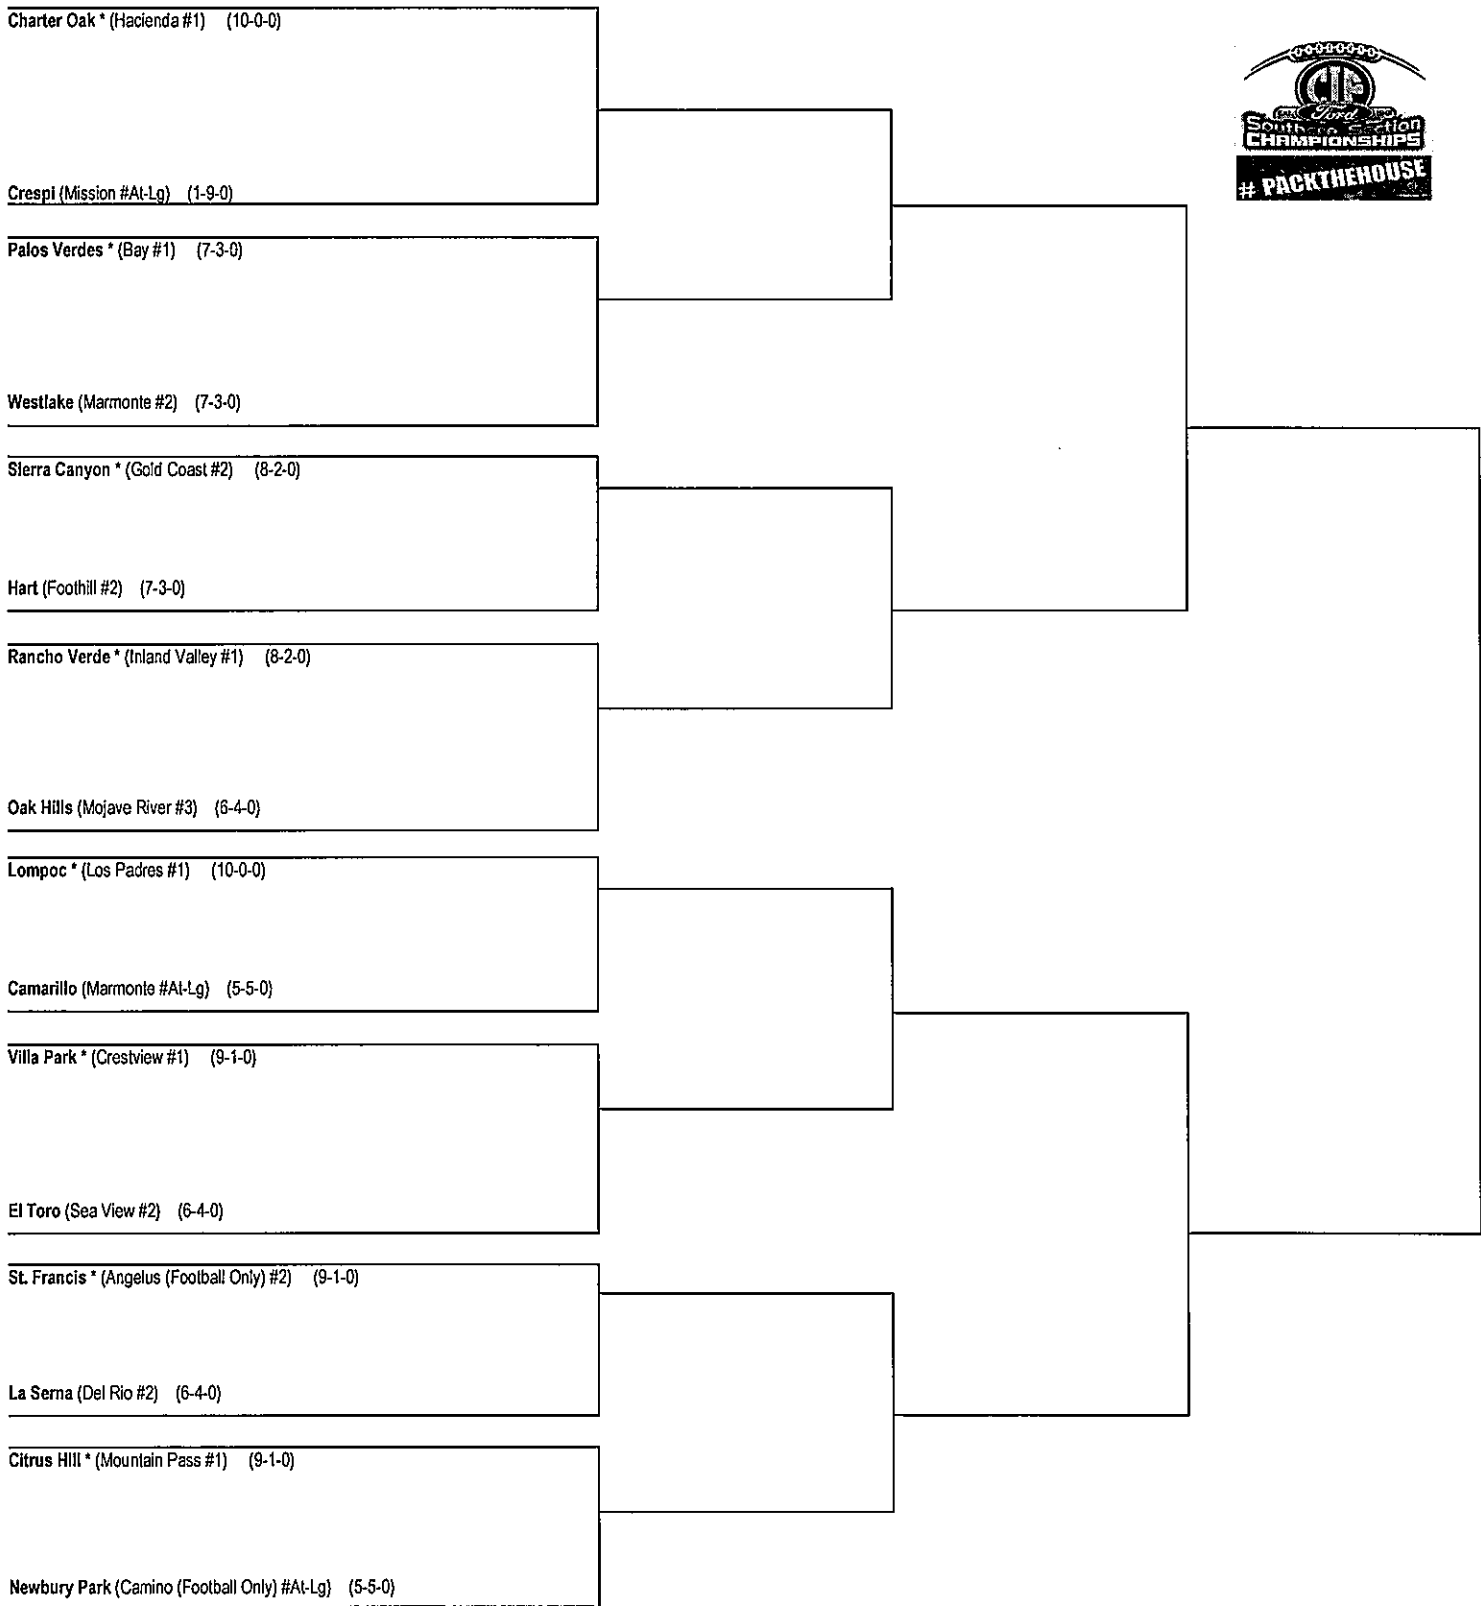 Charter Oak * (Hacienda #1) (10-0-0)
CIF
Ford
Southern Section
CHAMPIONSHIPS
# PACKTHEHOUSE
Crespi (Mission #At-Lg) (1-9-0)
Palos Verdes * (Bay #1) (7-3-0)
Westlake (Marmonte #2) (7-3-0)
Sierra Canyon * (Gold Coast #2) (8-2-0)
Hart (Foothill #2) (7-3-0)
Rancho Verde * (Inland Valley #1) (8-2-0)
Oak Hills (Mojave River #3) (6-4-0)
Lompoc * (Los Padres #1) (10-0-0)
Camarillo (Marmonte #At-Lg) (5-5-0)
Villa Park * (Crestview #1) (9-1-0)
El Toro (Sea View #2) (6-4-0)
St. Francis * (Angelus (Football Only) #2) (9-1-0)
La Serna (Del Rio #2) (6-4-0)
Citrus Hill * (Mountain Pass #1) (9-1-0)
Newbury Park (Camino (Football Only) #At-Lg) (5-5-0)